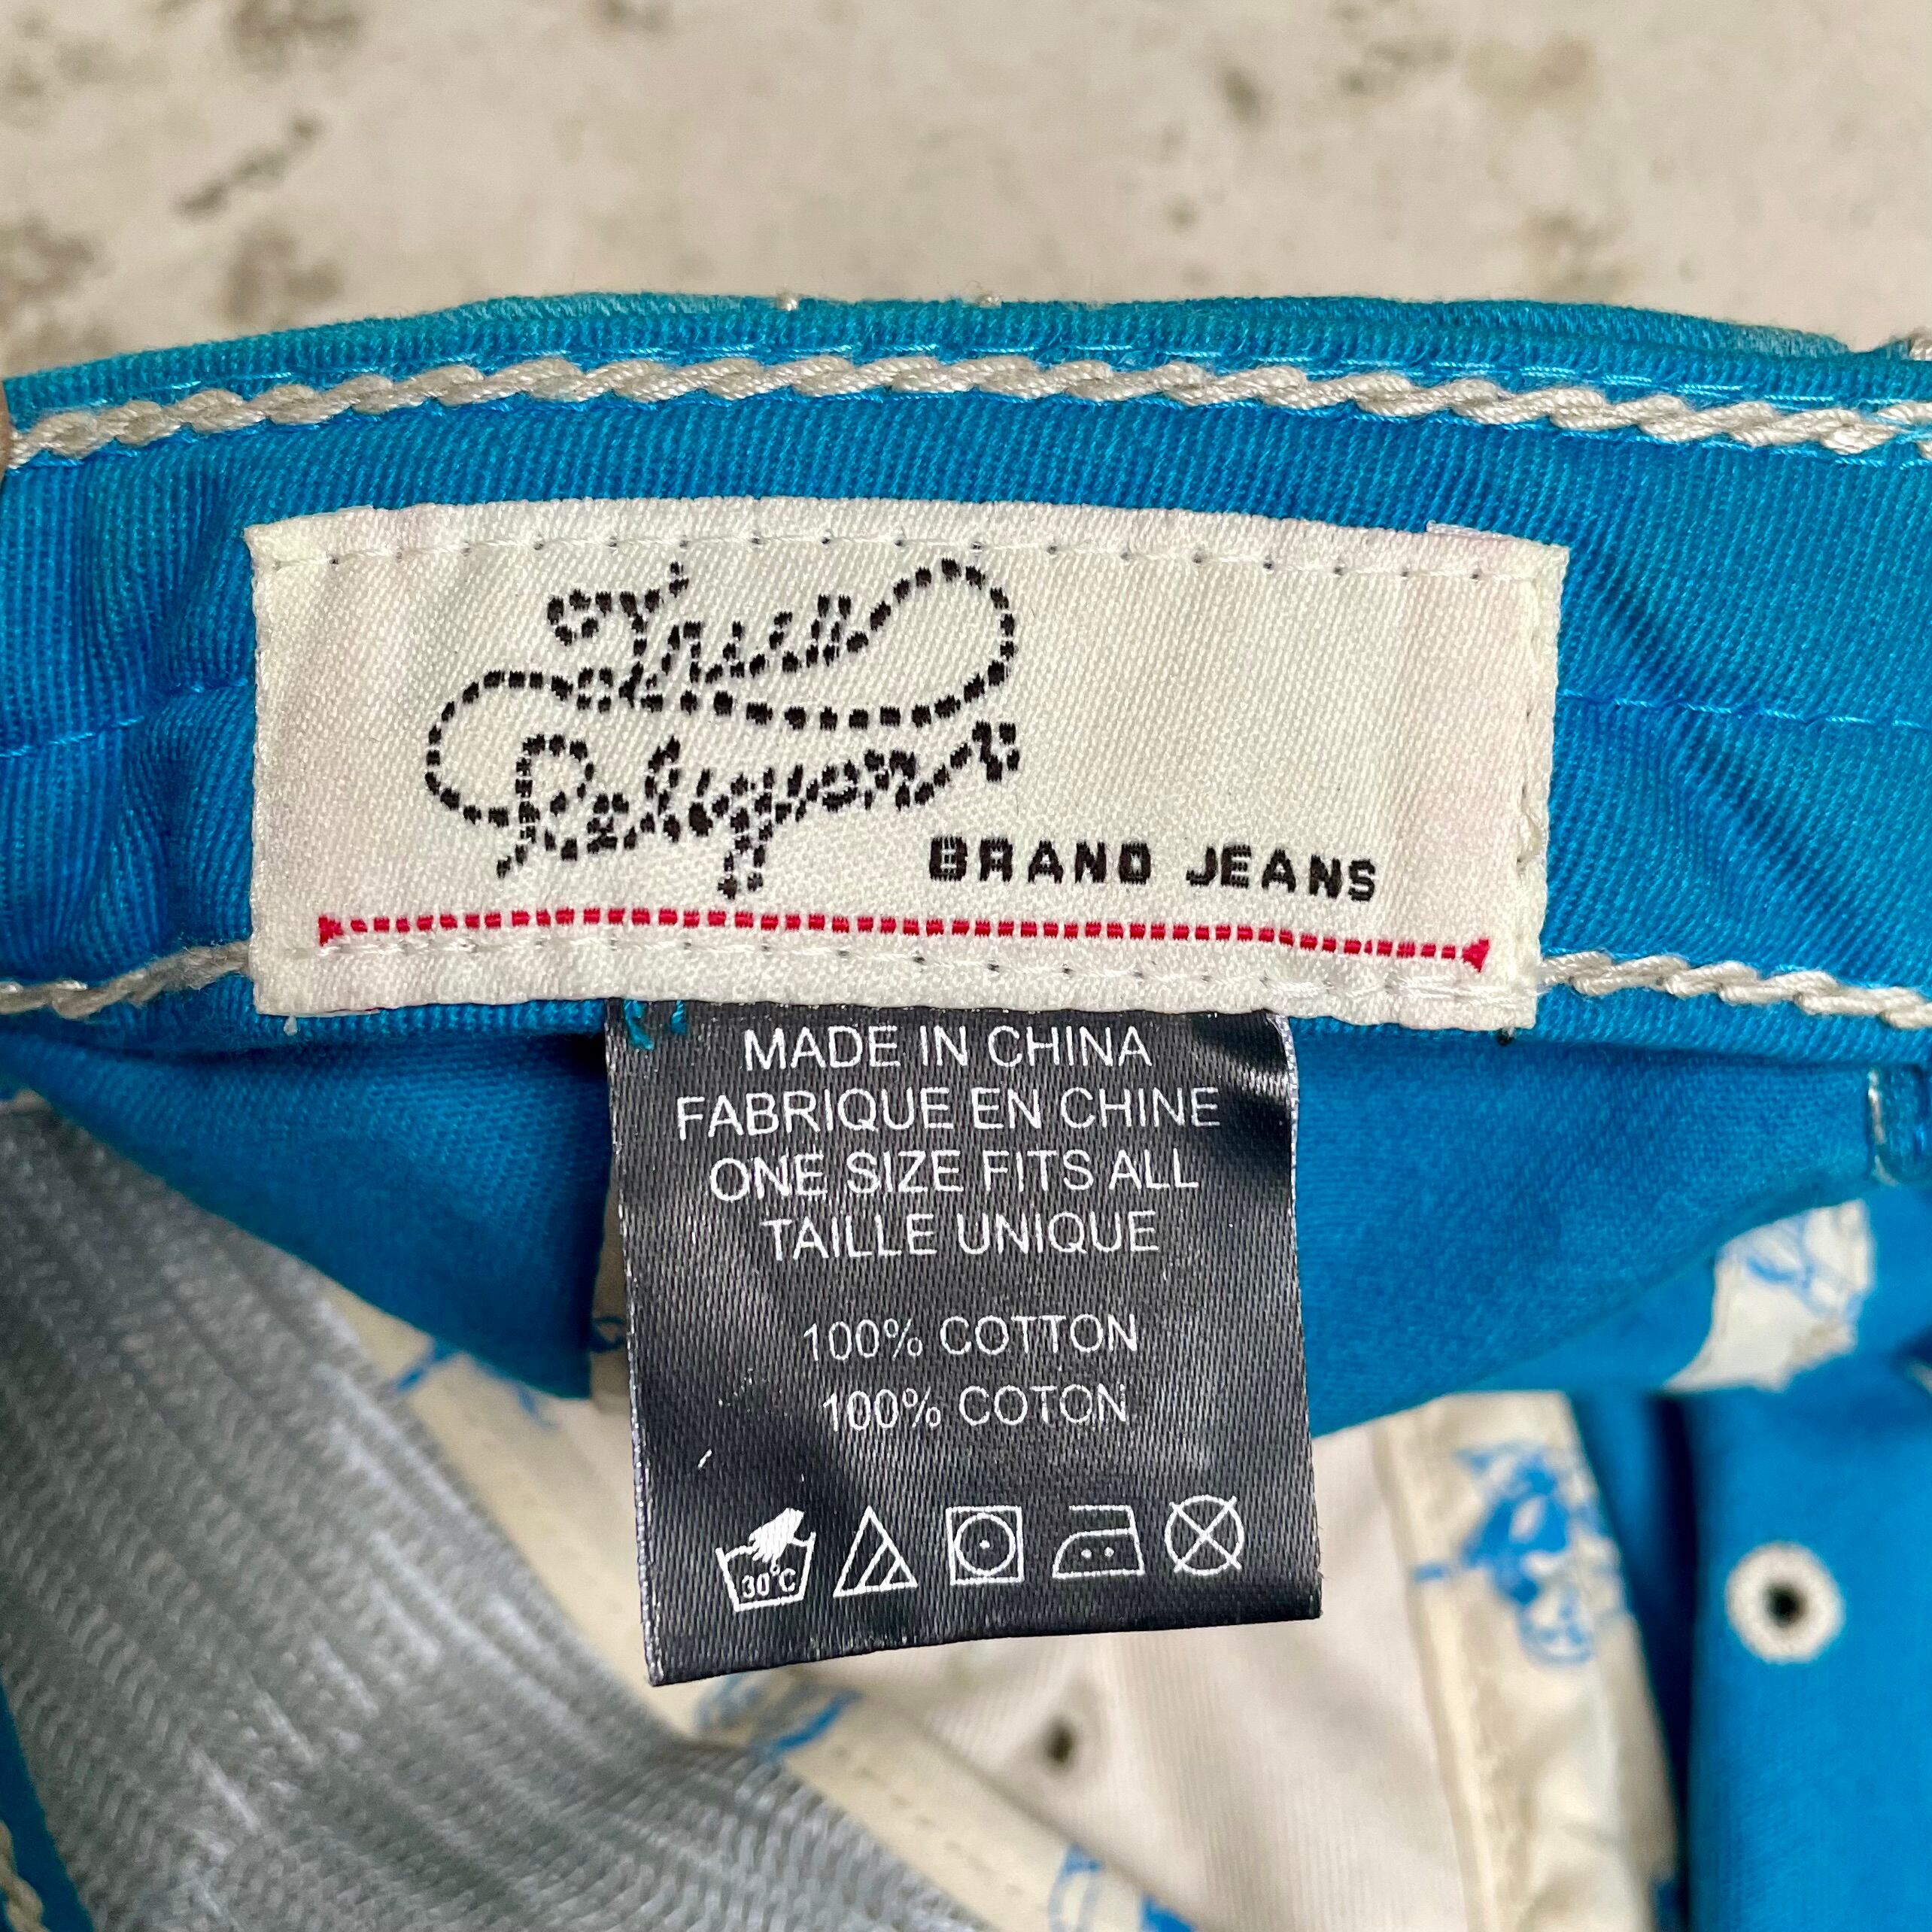 True
Religion
BRAND JEANS
MADE IN CHINA
FABRIQUE EN CHINE
ONE SIZE FITS ALL
TAILLE UNIQUE
100% COTTON
100% COTON
30°C